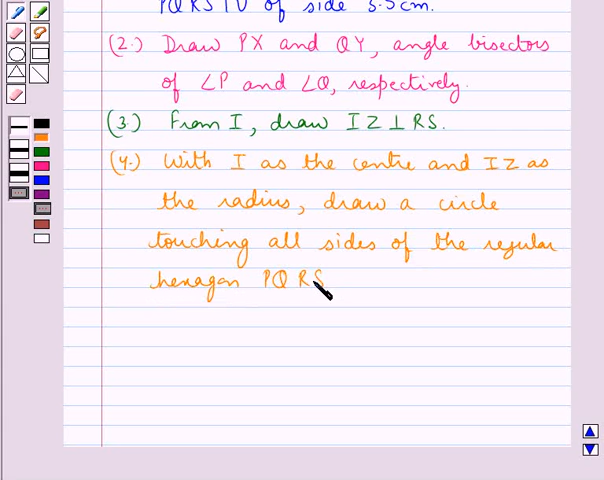 PQRSTU of side 3.5cm.
(2.) Draw PX and QY, angle bisectors
of ∠P and ∠Q, respectively.
(3.) From I, draw IZ ⊥ RS.
(4.) With I as the centre and IZ as
the radius, draw a circle
touching all sides of the regular
hexagon PQRS